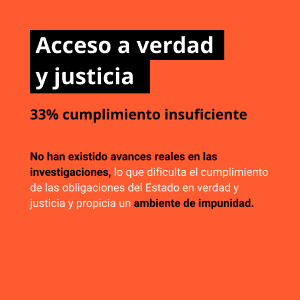 Acceso a verdad
y justicia
33% cumplimiento insuficiente
No han existido avances reales en las
investigaciones, lo que dificulta el cumplimiento
de las obligaciones del Estado en verdad y
justicia y propicia un ambiente de impunidad.